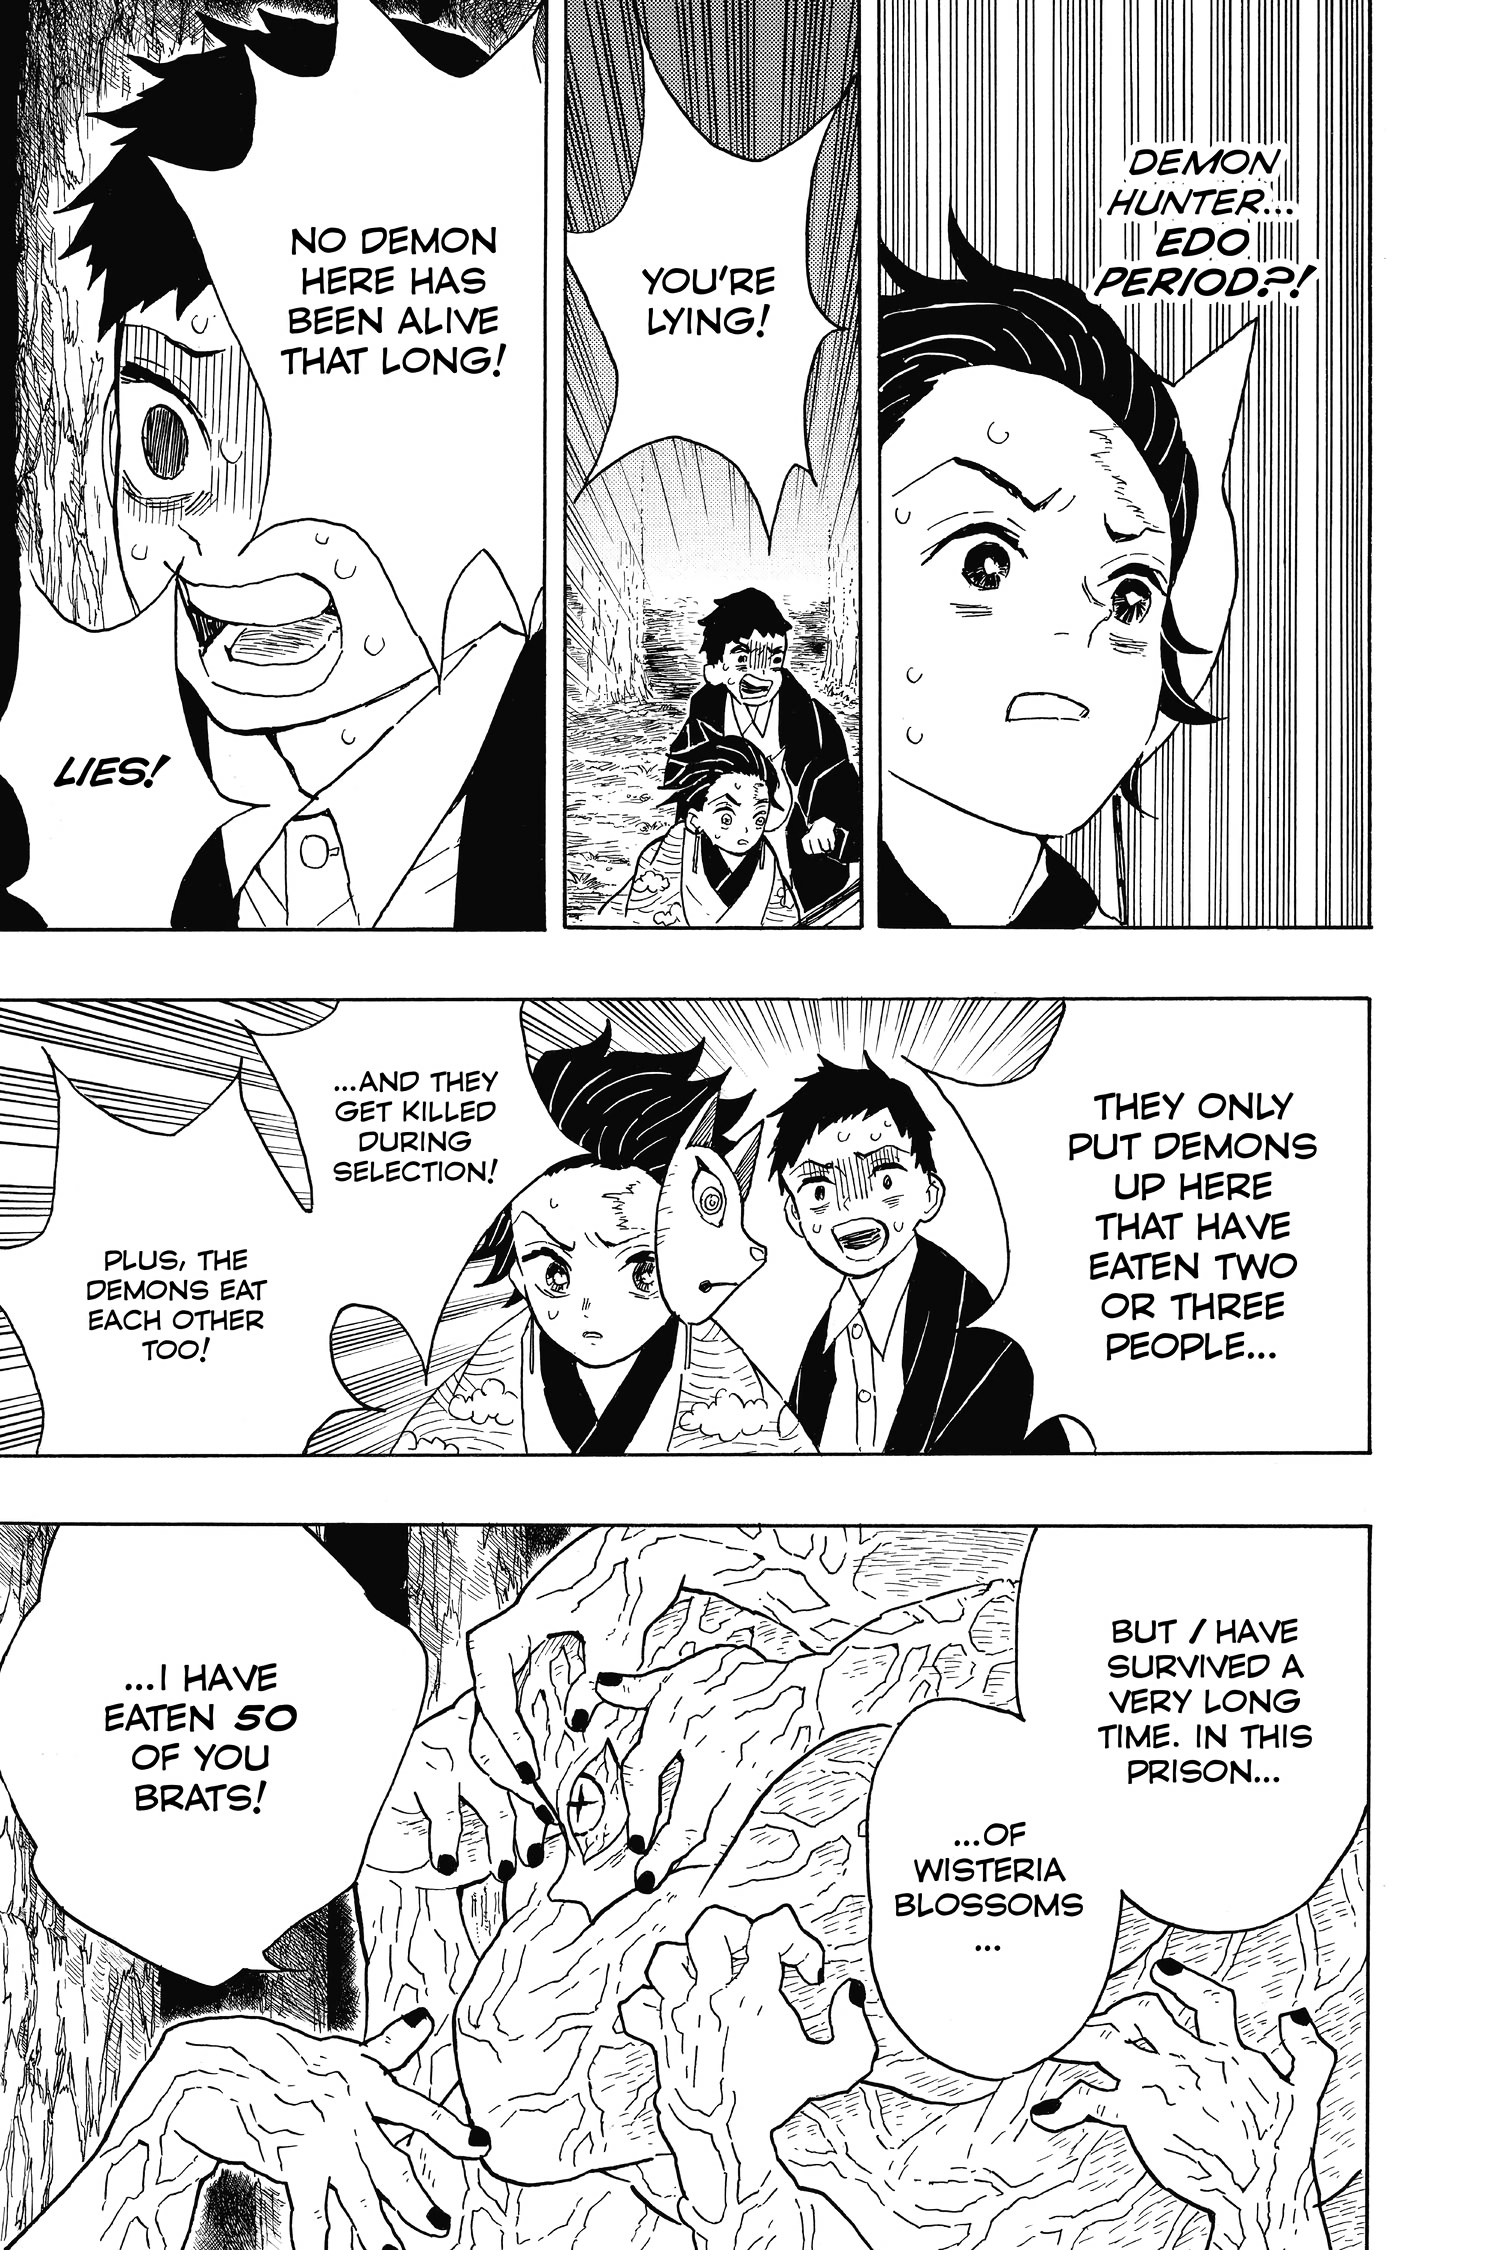 DEMON
HUNTER...
EDO
PERIOD?!
YOU'RE
LYING!
NO DEMON
HERE HAS
BEEN ALIVE
THAT LONG!
LIES!
THEY ONLY
PUT DEMONS
UP HERE
THAT HAVE
EATEN TWO
OR THREE
PEOPLE...
...AND THEY
GET KILLED
DURING
SELECTION!
PLUS, THE
DEMONS EAT
EACH OTHER
TOO!
BUT I HAVE
SURVIVED A
VERY LONG
TIME. IN THIS
PRISON...
...OF
WISTERIA
BLOSSOMS
...
...I HAVE
EATEN 50
OF YOU
BRATS!